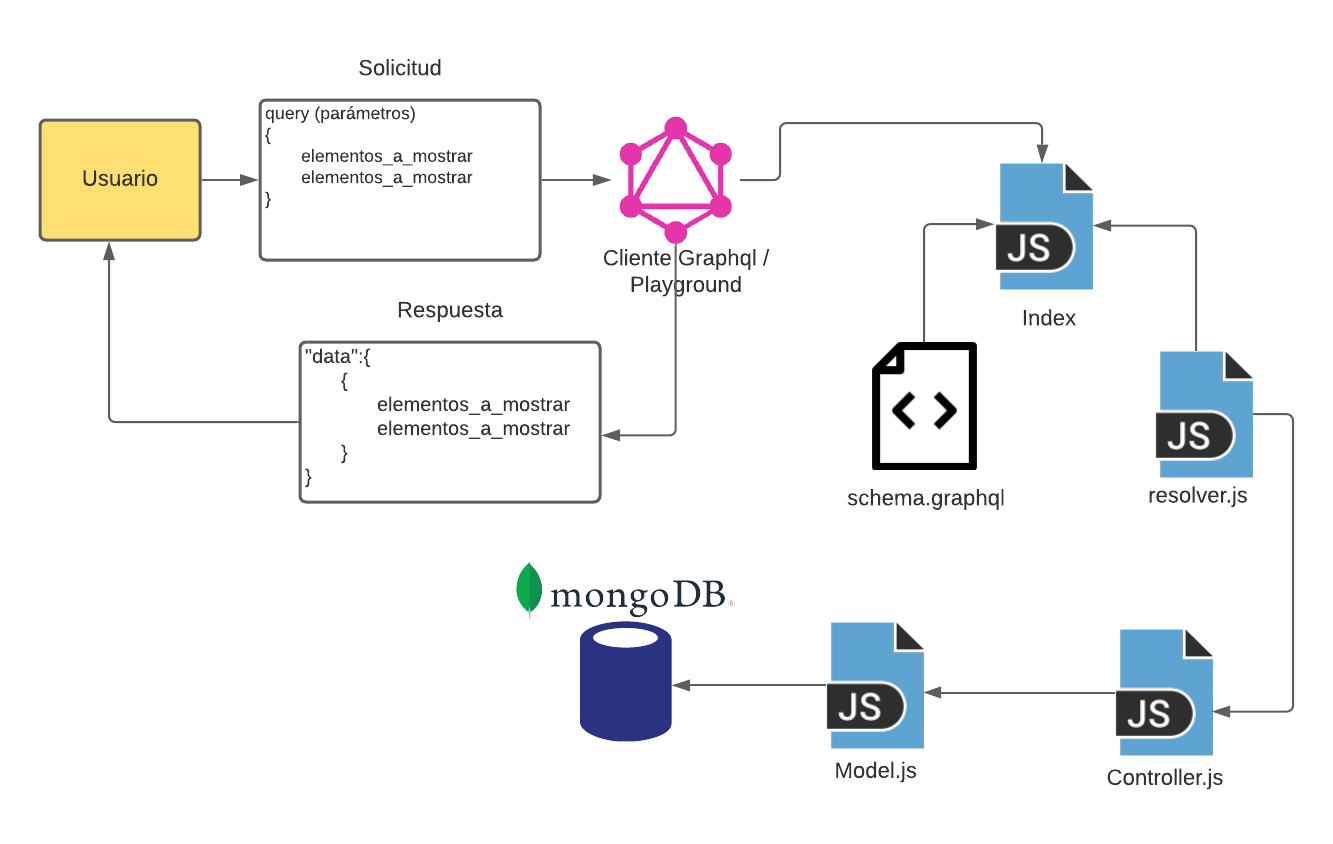 Solicitud
Usuario
query (parámetros)
{
elementos_a_mostrar
elementos_a_mostrar
}
Cliente Graphql /
Playground
JS
Index
Respuesta
"data":{
{
elementos_a_mostrar
elementos_a_mostrar
}
}
schema.graphql
JS
resolver.js
mongoDB®
JS
Model.js
JS
Controller.js